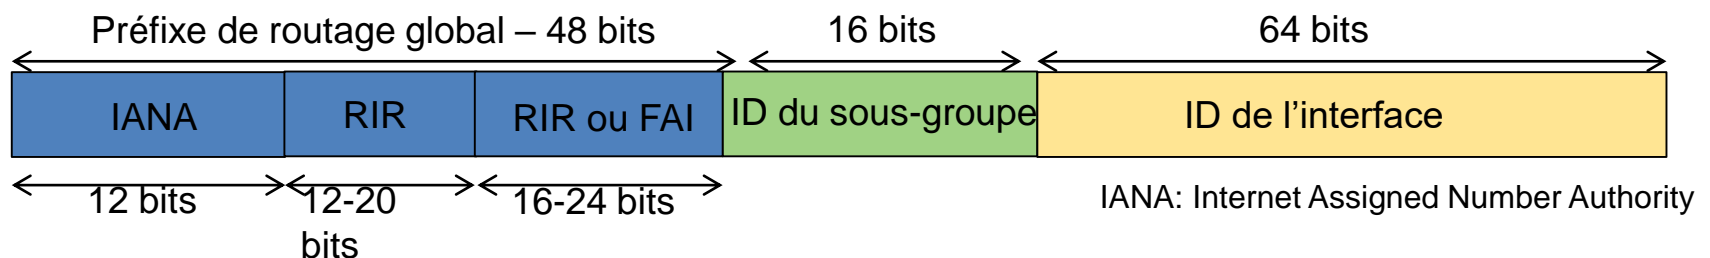 Préfixe de routage global – 48 bits
16 bits
64 bits
IANA
RIR
RIR ou FAI
ID du sous-groupe
ID de l’interface
12 bits
12-20
bits
16-24 bits
IANA: Internet Assigned Number Authority